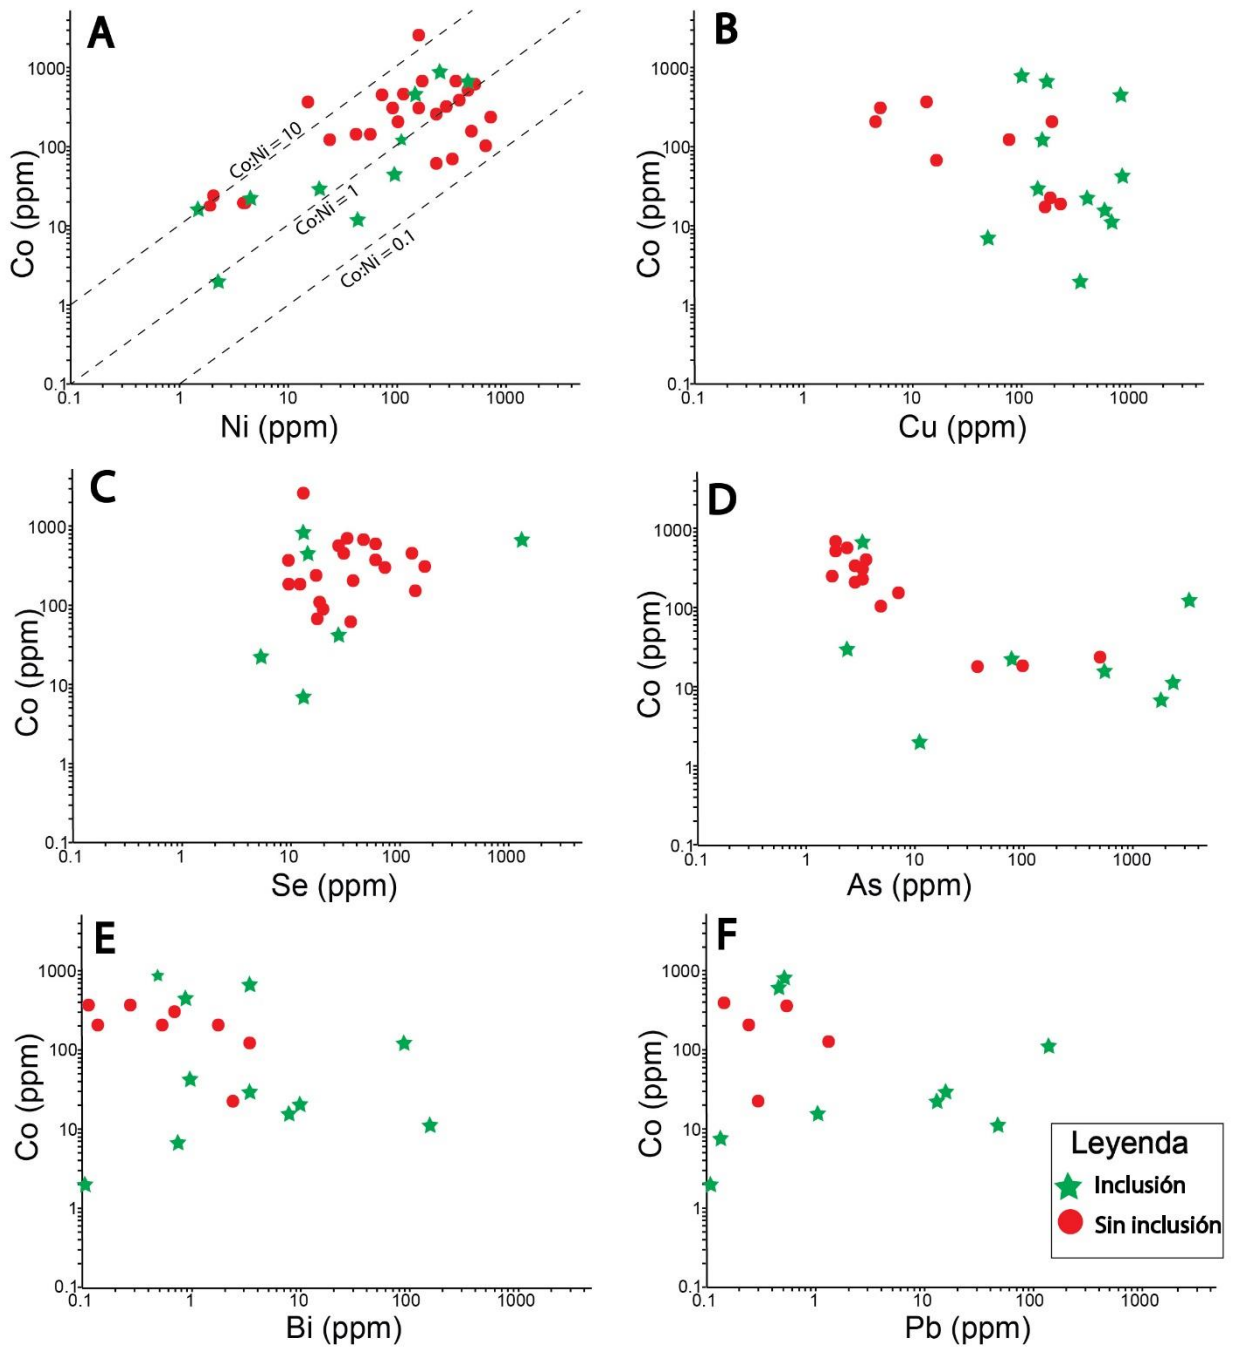 A
Co (ppm)
1000
100
10
1
0.1
Co:Ni = 10
Co:Ni = 1
Co:Ni = 0.1
0.1 1 10 100 1000
Ni (ppm)
B
Co (ppm)
1000
100
10
1
0.1
0.1 1 10 100 1000
Cu (ppm)
C
Co (ppm)
1000
100
10
1
0.1
0.1 1 10 100 1000
Se (ppm)
D
Co (ppm)
1000
100
10
1
0.1
0.1 1 10 100 1000
As (ppm)
E
Co (ppm)
1000
100
10
1
0.1
0.1 1 10 100 1000
Bi (ppm)
F
Co (ppm)
1000
100
10
1
0.1
0.1 1 10 100 1000
Pb (ppm)
Leyenda
Inclusión
Sin inclusión